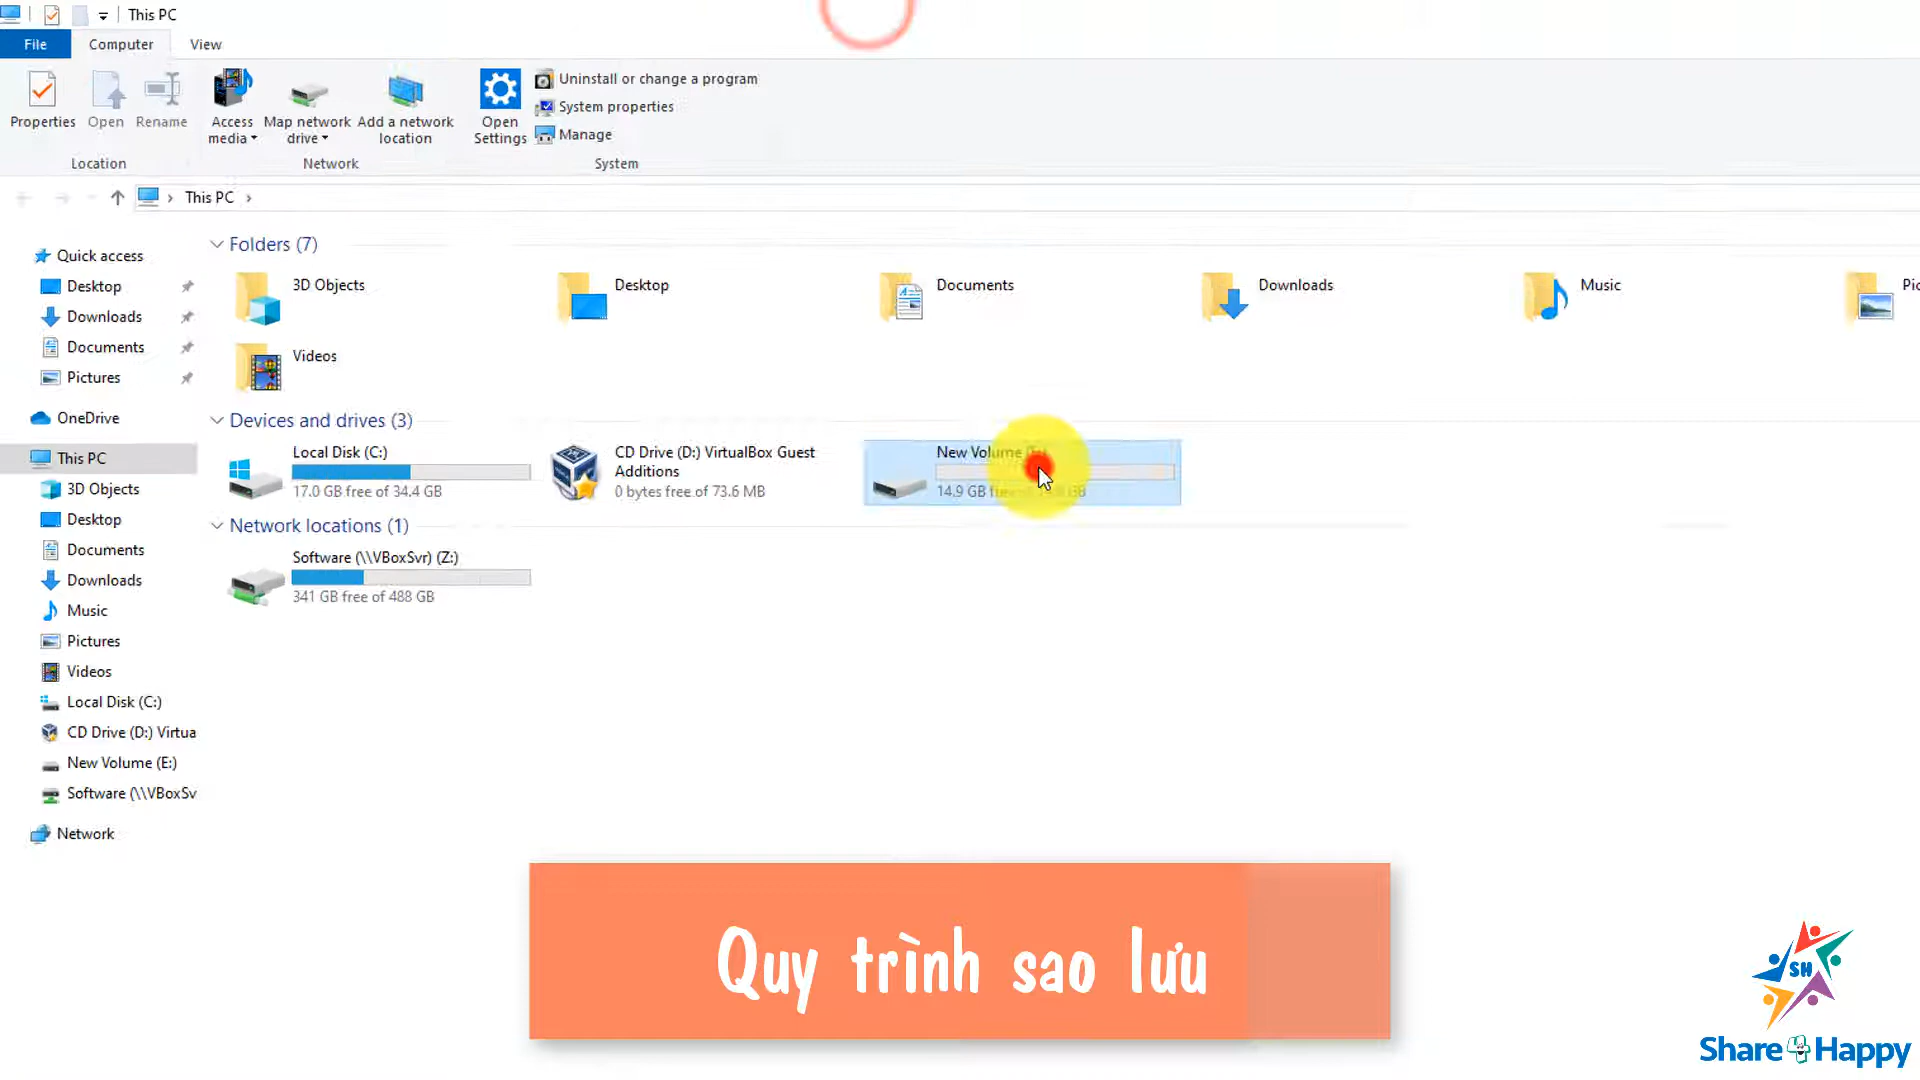 This PC
File Computer View
Properties Open Rename
Access media
Map network drive
Add a network location
Open Settings
Uninstall or change a program
System properties
Manage
Location Network System
This PC
Quick access
Desktop
Downloads
Documents
Pictures
OneDrive
This PC
3D Objects
Desktop
Documents
Downloads
Music
Pictures
Videos
Local Disk (C:)
CD Drive (D:) Virtua
New Volume (E:)
Software (\\VBoxSv
Network
Folders (7)
3D Objects
Desktop
Documents
Downloads
Music
Videos
Devices and drives (3)
Local Disk (C:)
17.0 GB free of 34.4 GB
CD Drive (D:) VirtualBox Guest
Additions
0 bytes free of 73.6 MB
New Volume
14.9 GB
GB
Network locations (1)
Software (\\VBoxSvr) (Z:)
341 GB free of 488 GB
Quy trình sao lưu
SH
Share Happy